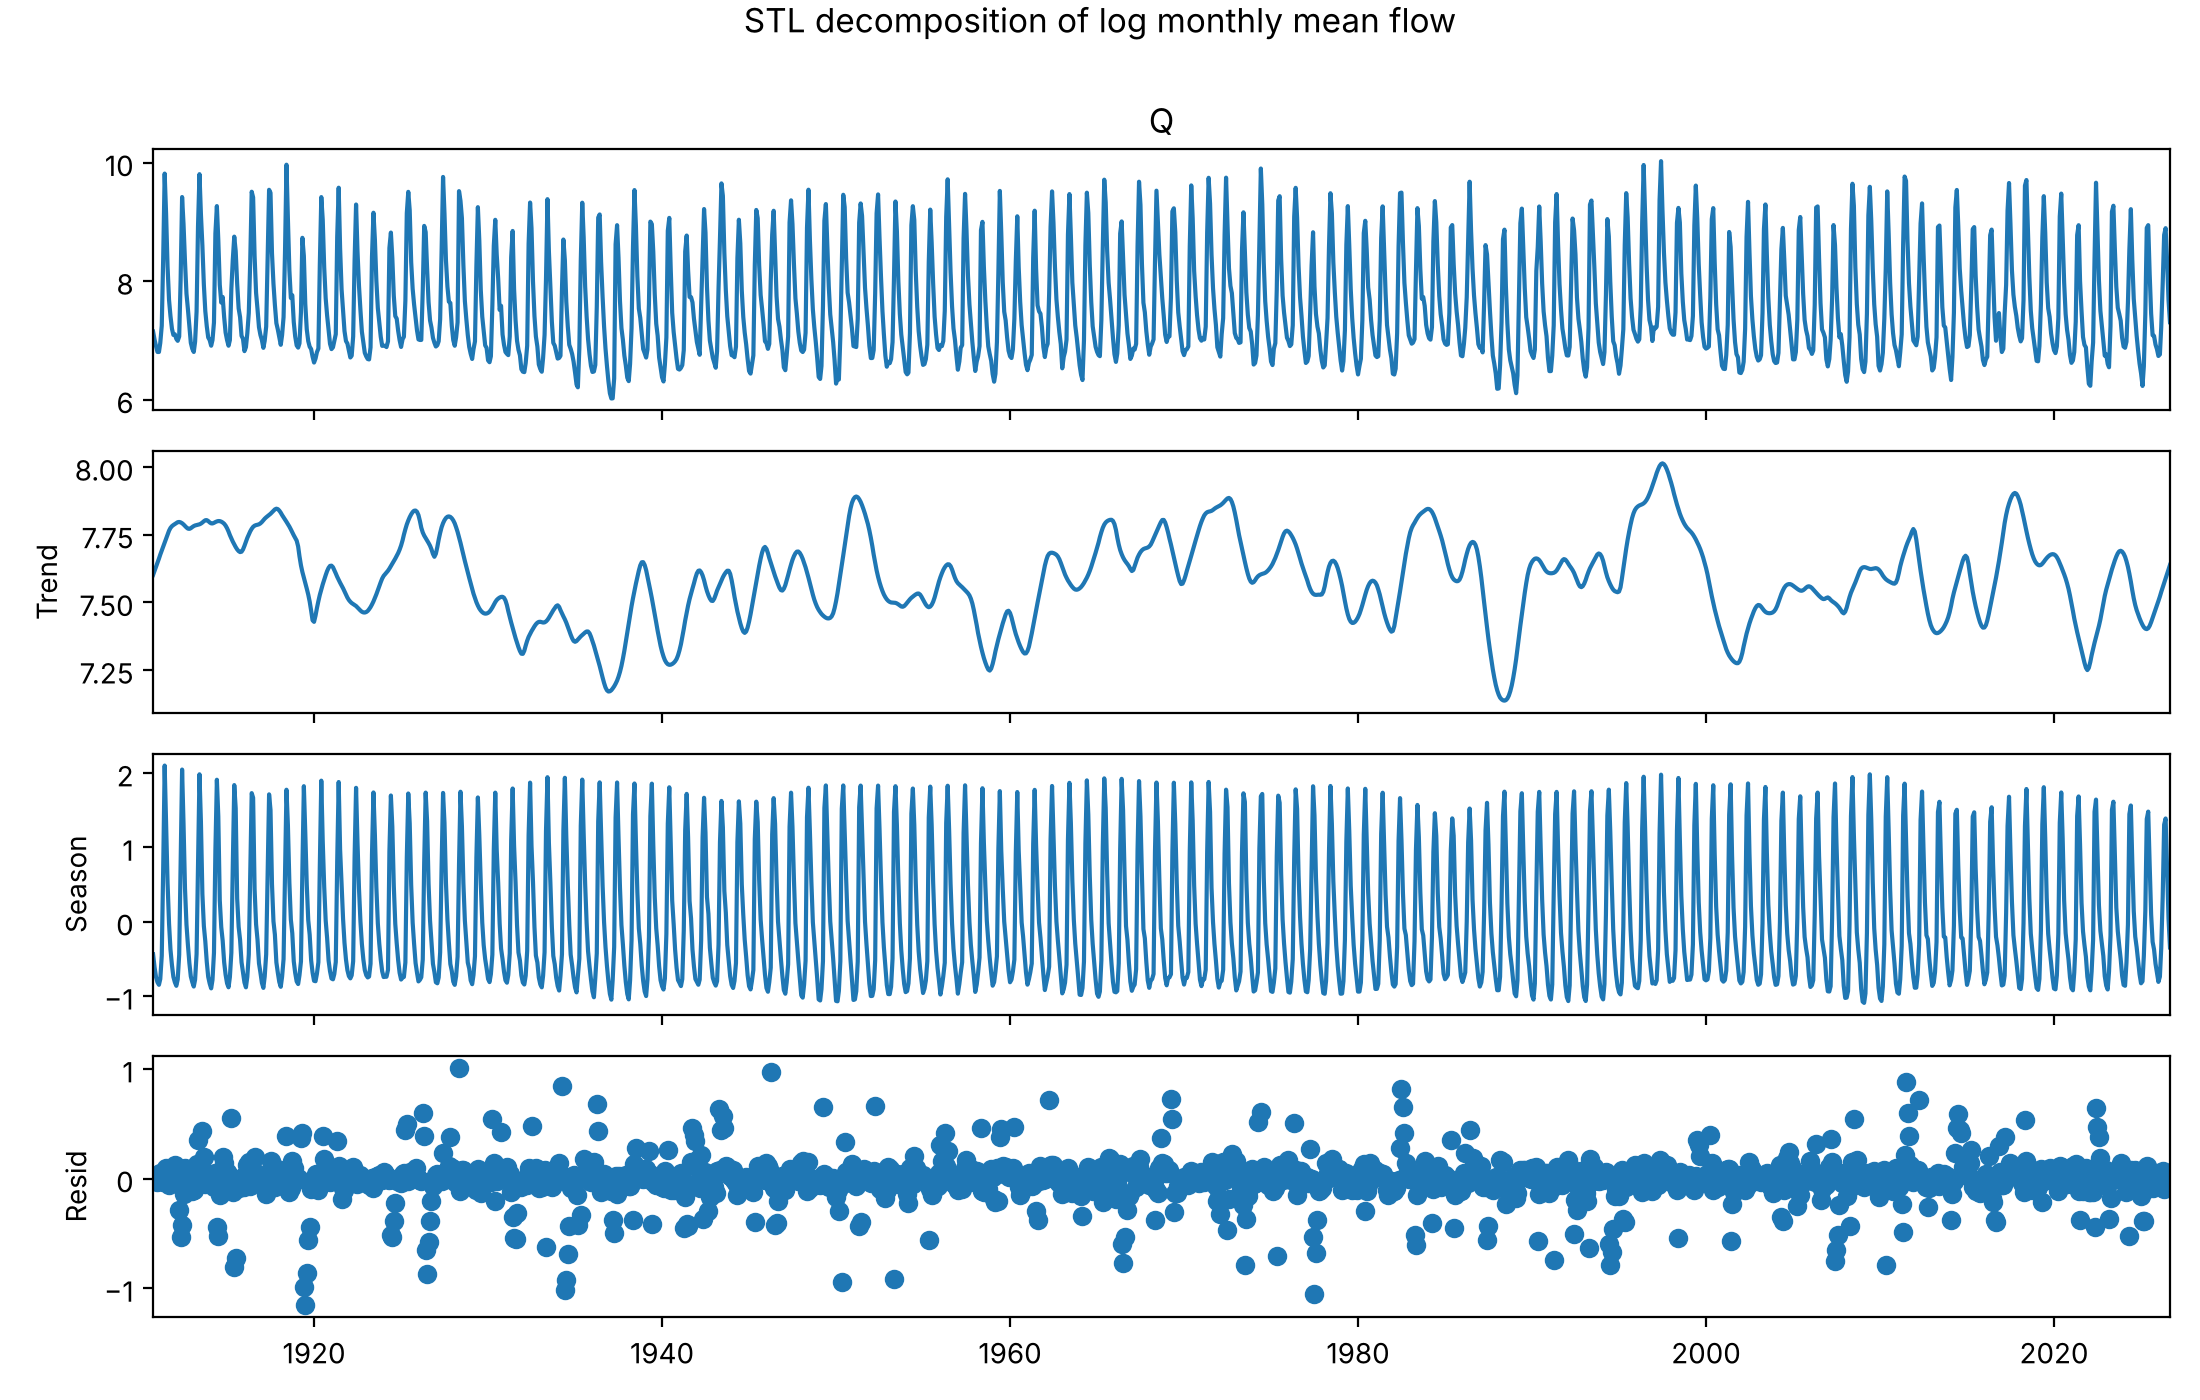 STL decomposition of log monthly mean flow
Q
10
8
6
Trend
8.00
7.75
7.50
7.25
Season
2
1
0
−1
Resid
1
0
−1
1920 1940 1960 1980 2000 2020